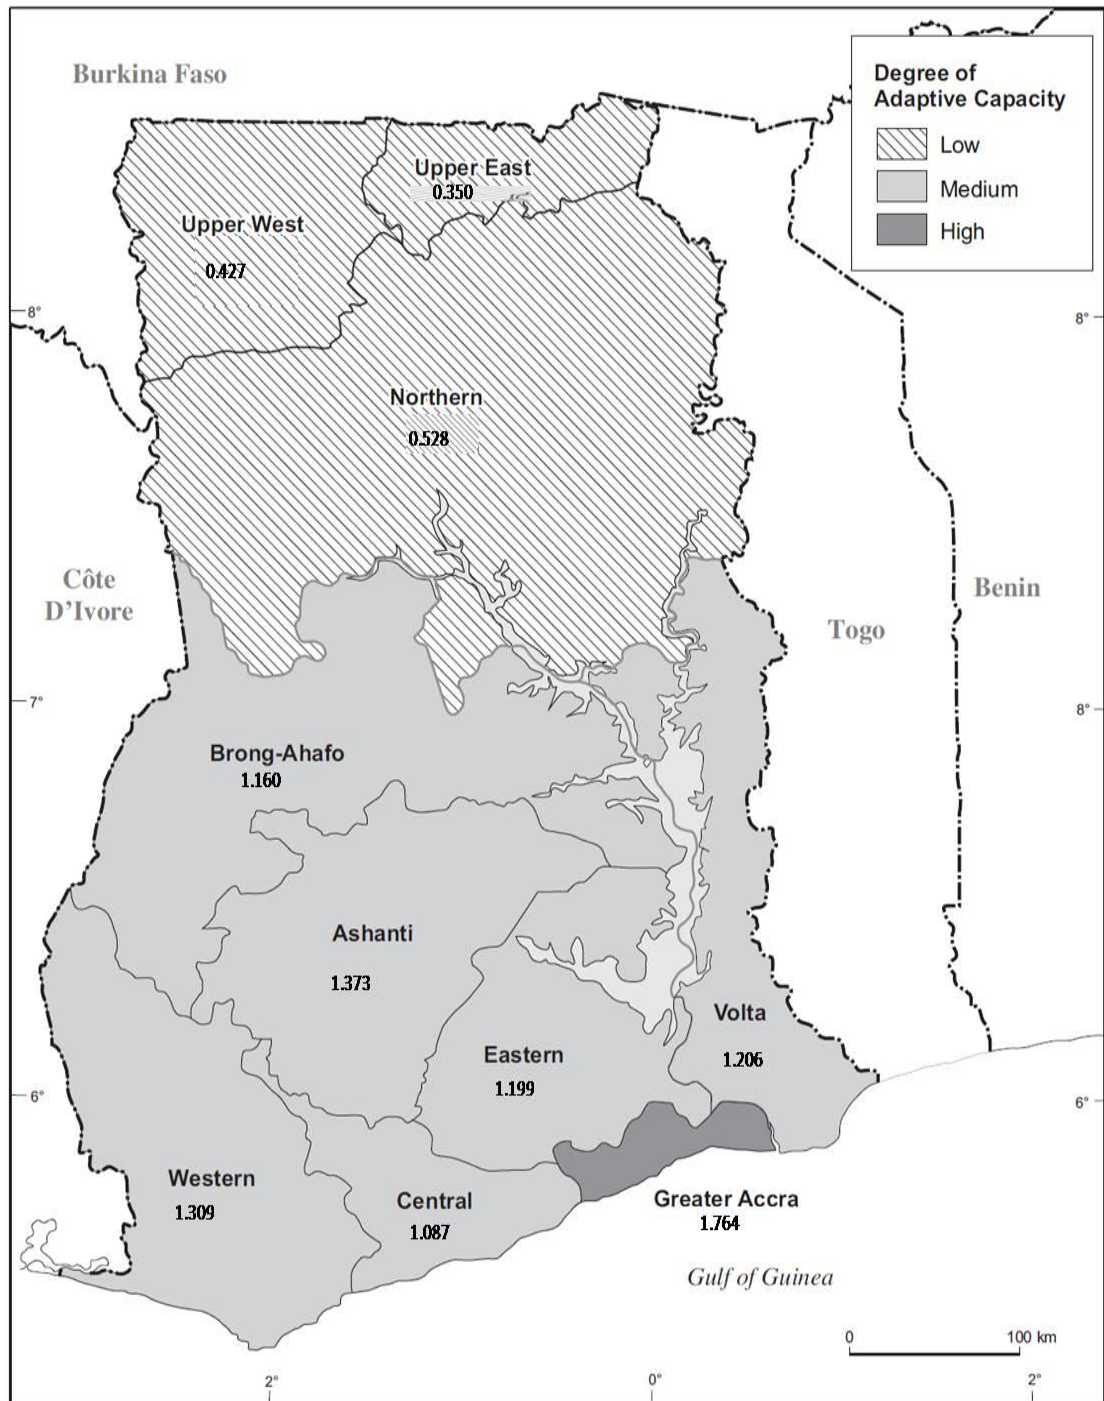 Burkina Faso
Degree of
Adaptive Capacity
Low
Medium
High
Upper East
0.350
Upper West
0.427
8°
8°
Northern
0.528
Côte
D'Ivore
Benin
Togo
7°
8°
Brong-Ahafo
1.160
Ashanti
1.373
Volta
1.206
Eastern
1.199
6°
6°
Western
1.309
Central
1.087
Greater Accra
1.764
Gulf of Guinea
0
100 km
2°
0°
2°